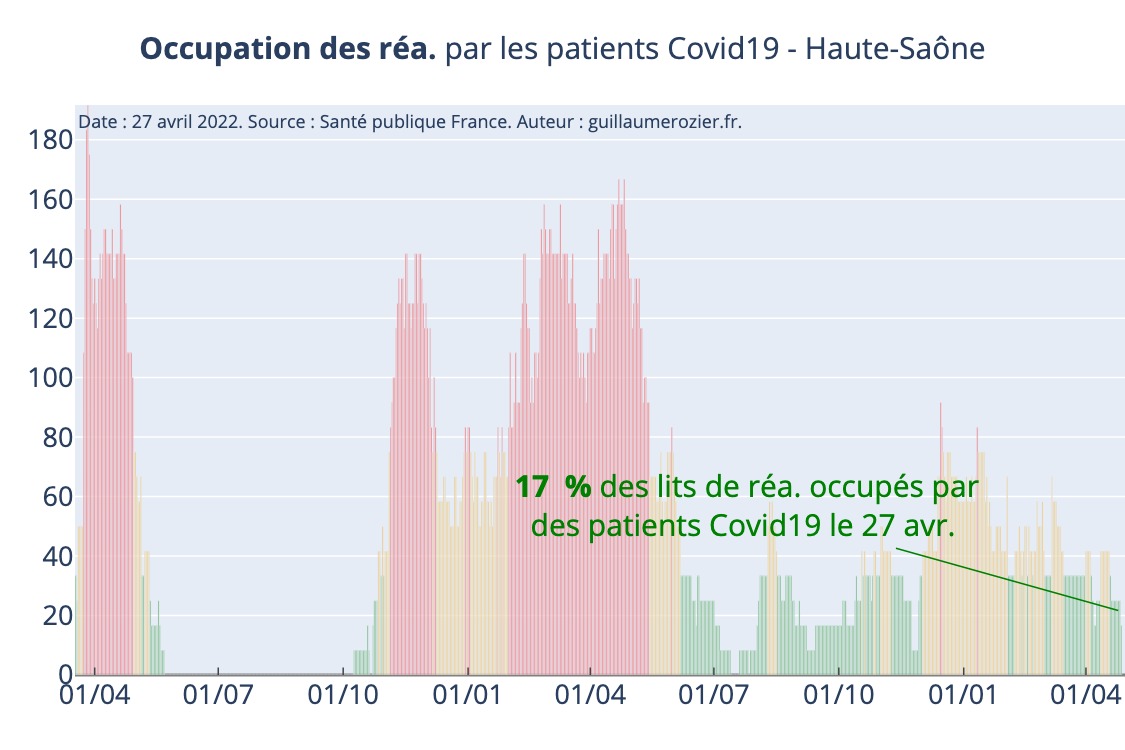 Occupation des réa. par les patients Covid19 - Haute-Saône
Date : 27 avril 2022. Source : Santé publique France. Auteur : guillaumerozier.fr.
180
160
140
120
100
80
60
40
20
0
17 % des lits de réa. occupés par
des patients Covid19 le 27 avr.
01/04 01/07 01/10 01/01 01/04 01/07 01/10 01/01 01/04